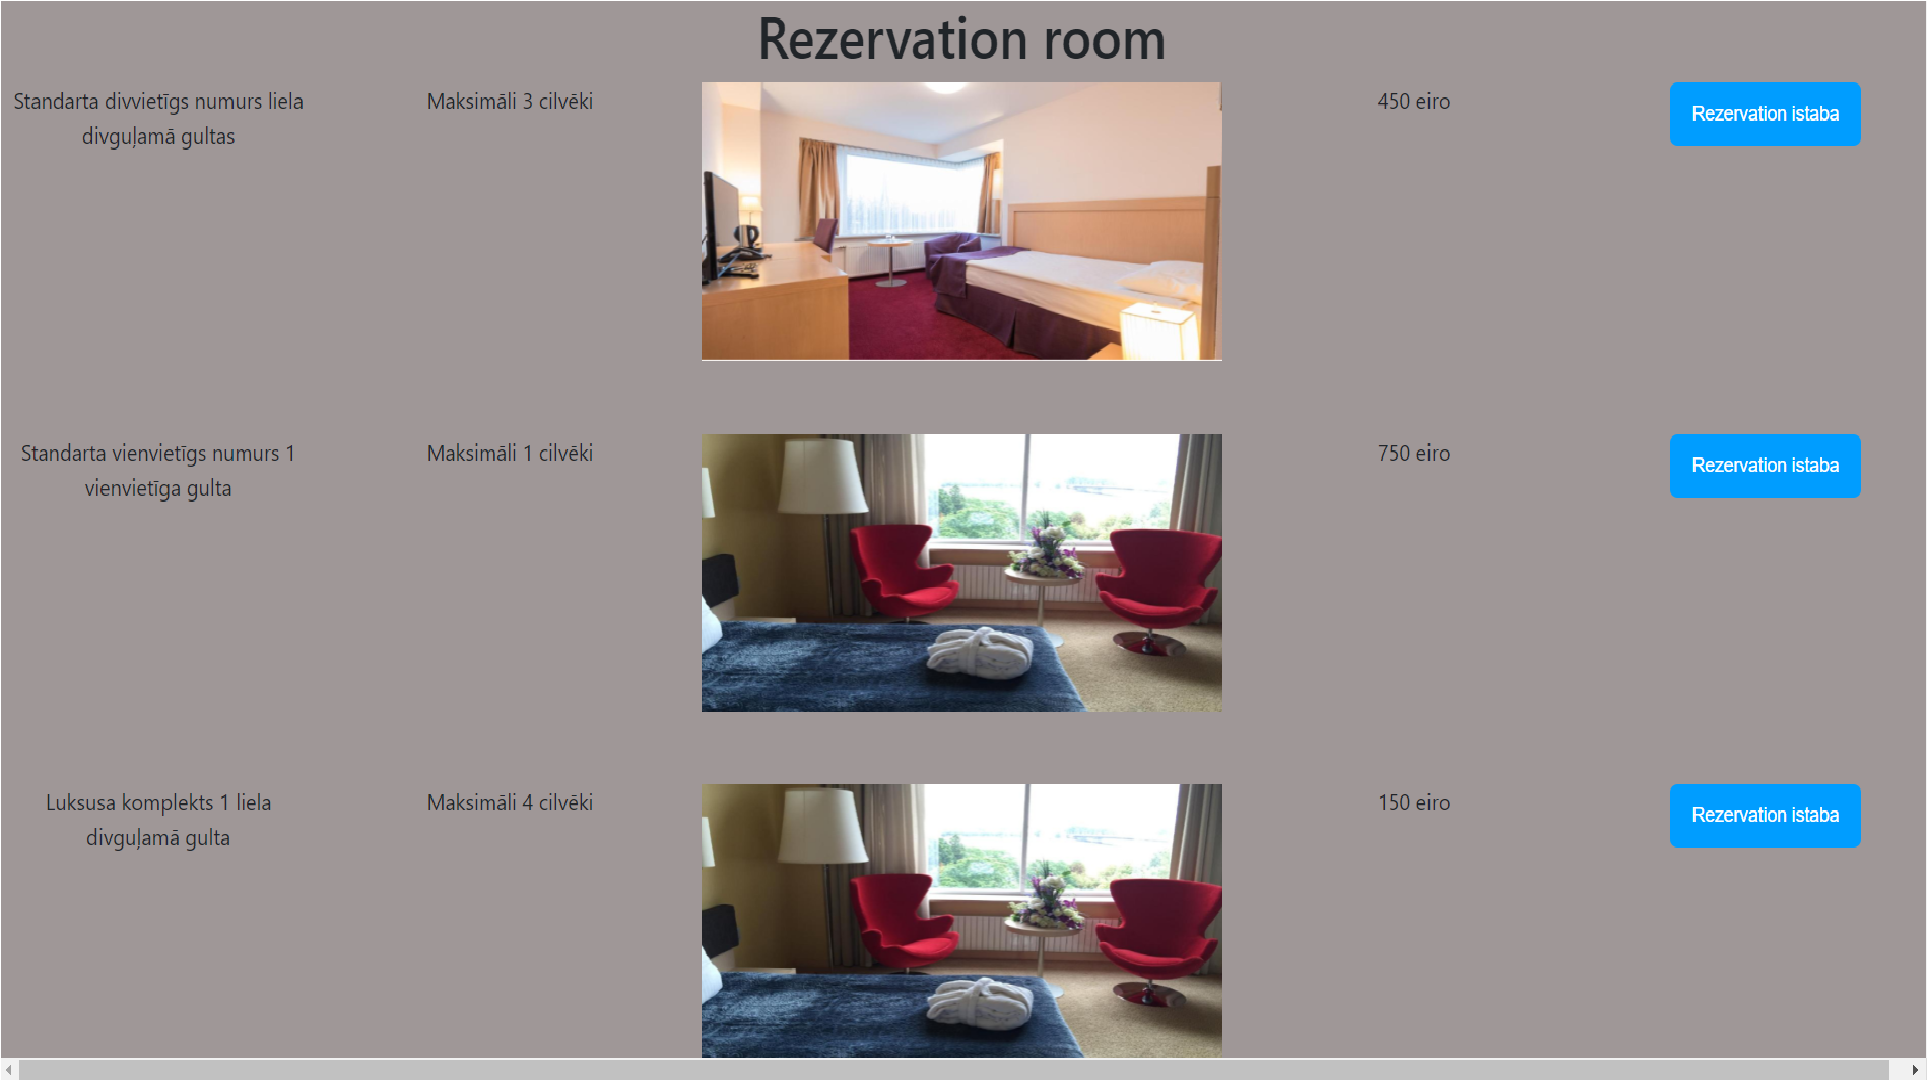 Rezervation room
Standarta divvietīgs numurs liela
divguļamā gultas
Maksimāli 3 cilvēki
450 eiro
Rezervation istaba
Standarta vienvietīgs numurs 1
vienvietīga gulta
Maksimāli 1 cilvēki
750 eiro
Rezervation istaba
Luksusa komplekts 1 liela
divguļamā gulta
Maksimāli 4 cilvēki
150 eiro
Rezervation istaba